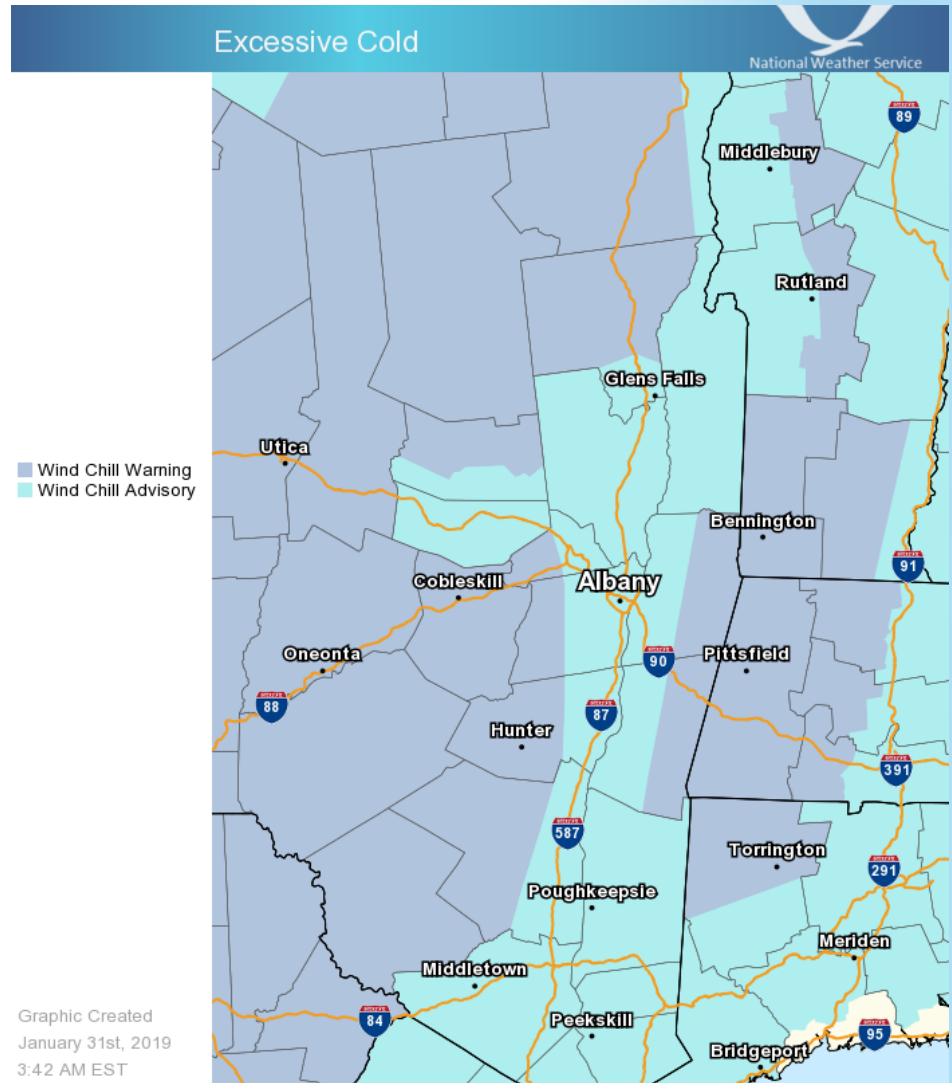 Excessive Cold
National Weather Service
89
Middlebury
Rutland
Glens Falls
Utica
Wind Chill Warning
Wind Chill Advisory
Bennington
91
Cobleskill
Albany
Oneonta
90
Pittsfield
88
87
Hunter
391
587
Torrington
291
Poughkeepsie
Meriden
Middletown
84
Peekskill
95
Bridgeport
Graphic Created
January 31st, 2019
3:42 AM EST